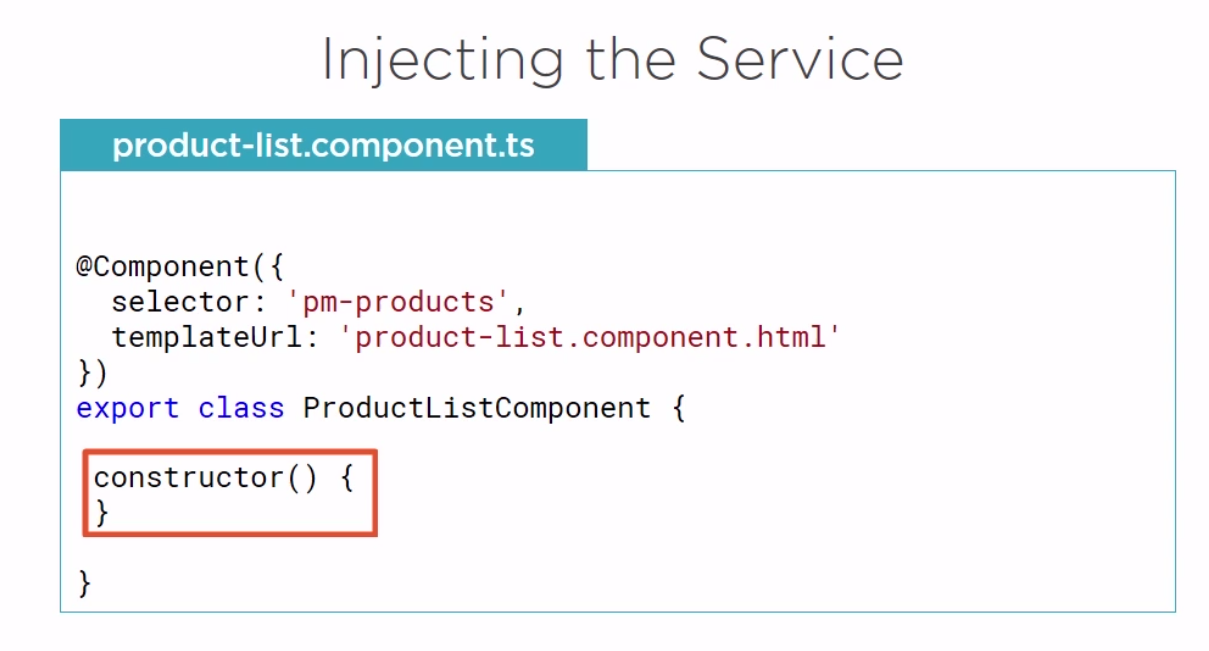 Injecting the Service
product-list.component.ts
@Component({
  selector: 'pm-products',
  templateUrl: 'product-list.component.html'
})
export class ProductListComponent {
constructor() {
}
}